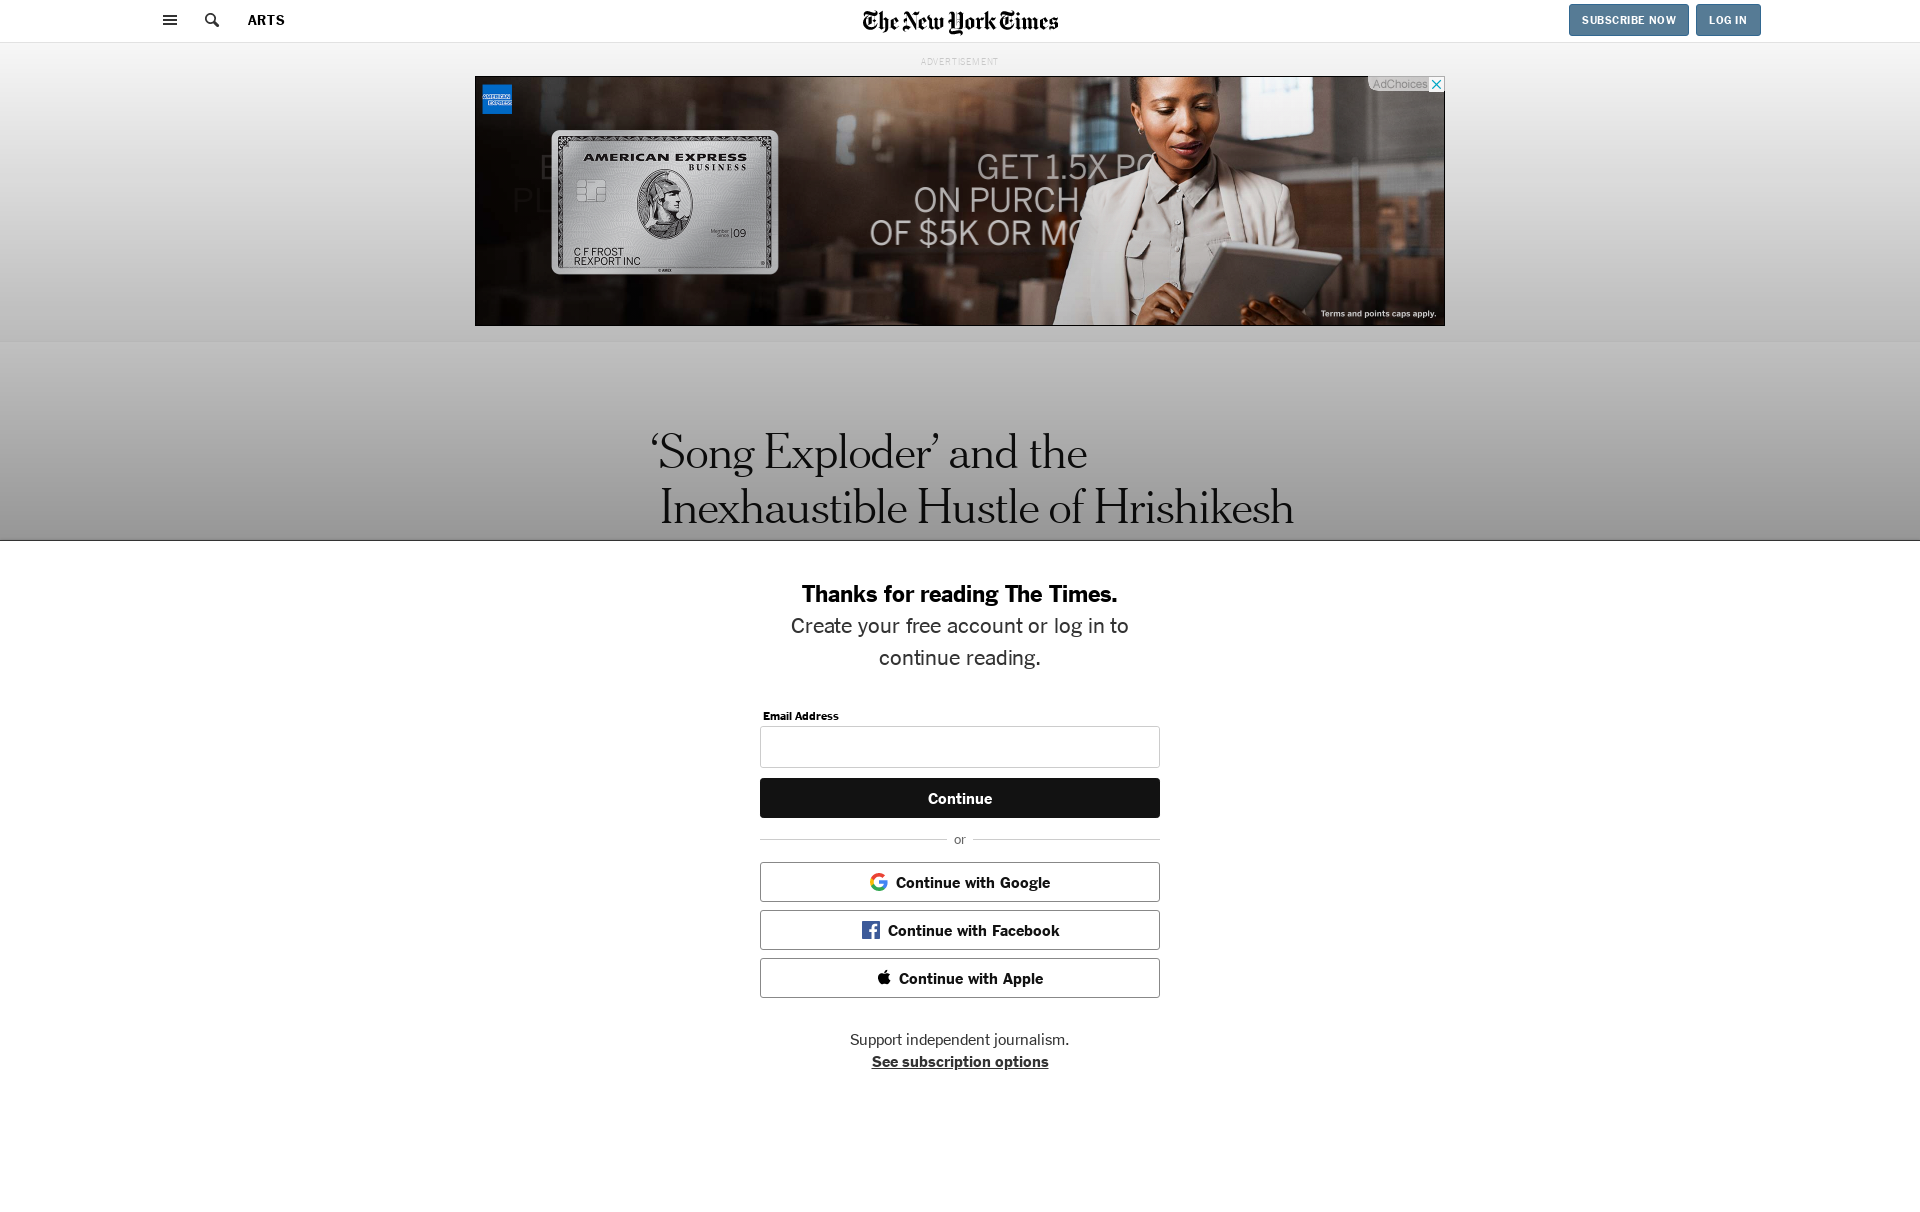 ARTS
The New York Times
SUBSCRIBE NOW
LOG IN
ADVERTISEMENT
AdChoices
AMERICAN EXPRESS
AMERICAN EXPRESS
BUSINESS
Member Since 09
C F FROST
REXPORT INC
© AMEX
GET 1.5X PO
ON PURCHA
OF $5K OR MO
Terms and points caps apply.
‘Song Exploder’ and the
Inexhaustible Hustle of Hrishikesh
Thanks for reading The Times.
Create your free account or log in to
continue reading.
Email Address
Continue
or
Continue with Google
Continue with Facebook
Continue with Apple
Support independent journalism.
See subscription options